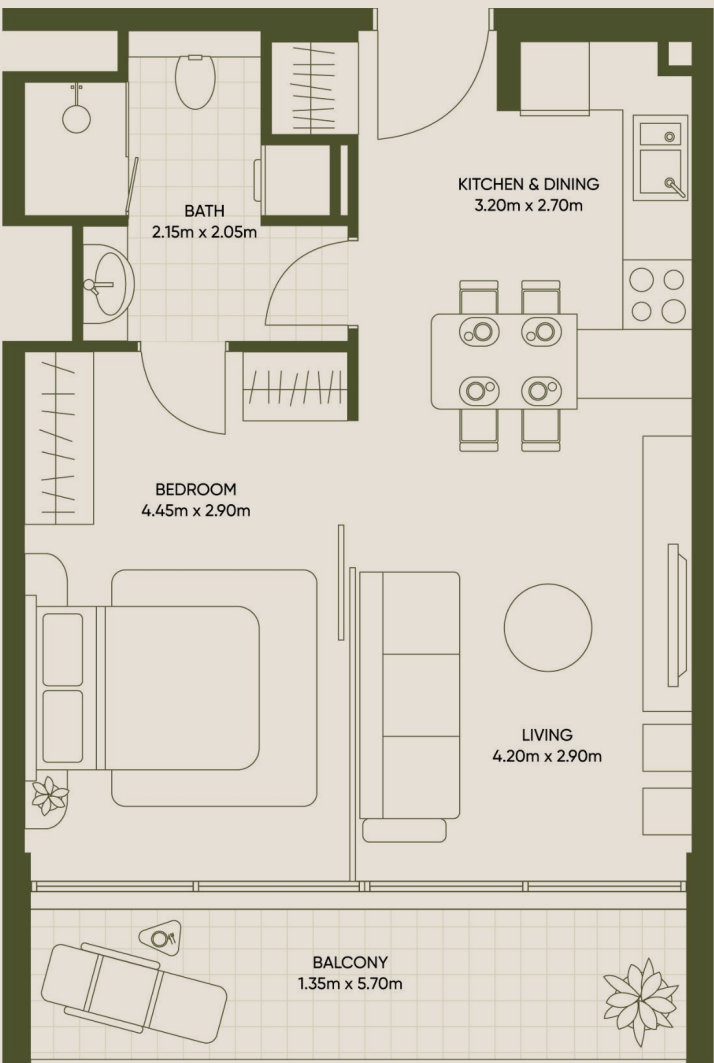 KITCHEN & DINING
3.20m x 2.70m
BATH
2.15m x 2.05m
BEDROOM
4.45m x 2.90m
LIVING
4.20m x 2.90m
BALCONY
1.35m x 5.70m